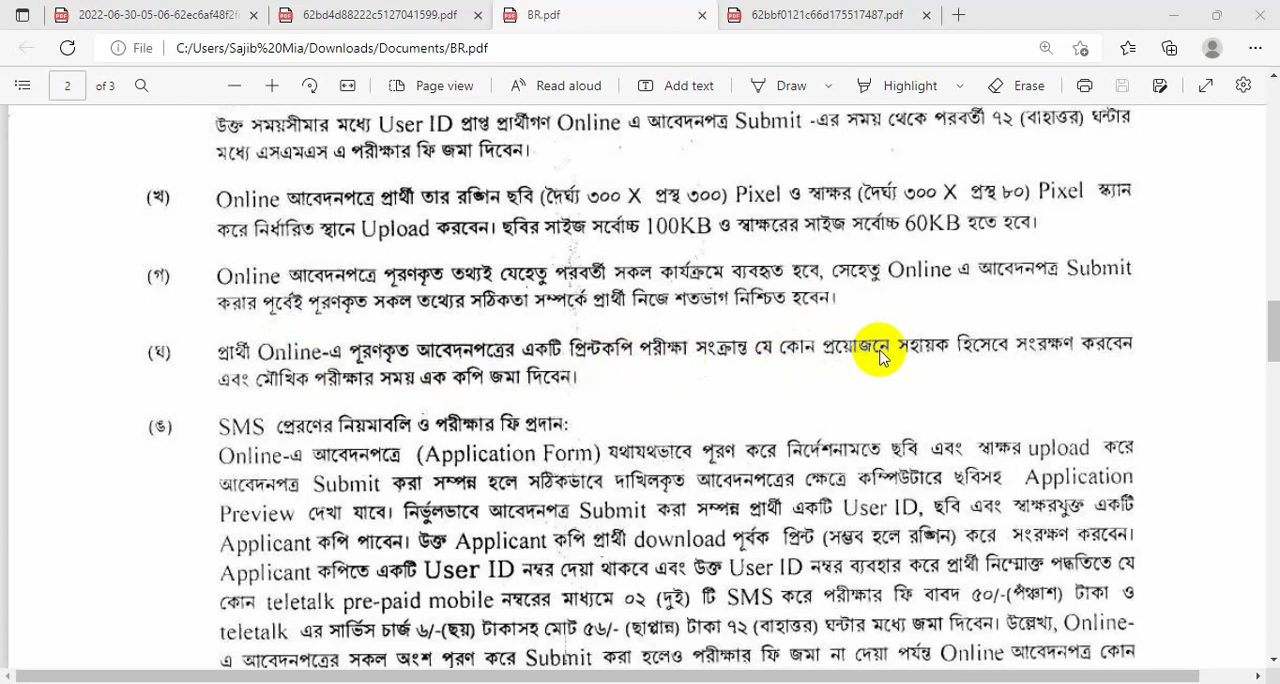 2022-06-30-05-06-62ec6af48f2f
62bd4d88222c5127041599.pdf
BR.pdf
62bbf0121c66d175517487.pdf
File
C:/Users/Sajib%20Mia/Downloads/Documents/BR.pdf
2 of 3
Page view
Read aloud
Add text
Draw
Highlight
Erase
উক্ত সময়সীমার মধ্যে User ID প্রাপ্ত প্রার্থীগণ Online এ আবেদনপত্র Submit -এর সময় থেকে পরবর্তী ৭২ (বাহাত্তর) ঘন্টার
মধ্যে এসএমএস এ পরীক্ষার ফি জমা দিবেন।
(খ) Online আবেদনপত্রে প্রার্থী তার রঙ্গিন ছবি (দৈর্ঘ্য ৩০০ X প্রস্থ ৩০০) Pixel ও স্বাক্ষর (দৈর্ঘ্য ৩০০ X প্রস্থ ৮০) Pixel স্ক্যান
করে নির্ধারিত স্থানে Upload করবেন। ছবির সাইজ সর্বোচ্চ 100KB ও স্বাক্ষরের সাইজ সর্বোচ্চ 60KB হতে হবে।
(গ) Online আবেদনপত্রে পূরণকৃত তথ্যই যেহেতু পরবর্তী সকল কার্যক্রমে ব্যবহৃত হবে, সেহেতু Online এ আবেদনপত্র Submit
করার পূর্বেই পূরণকৃত সকল তথ্যের সঠিকতা সম্পর্কে প্রার্থী নিজে শতভাগ নিশ্চিত হবেন।
(ঘ) প্রার্থী Online-এ পূরণকৃত আবেদনপত্রের একটি প্রিন্টকপি পরীক্ষা সংক্রান্ত যে কোন প্রয়োজনে সহায়ক হিসেবে সংরক্ষণ করবেন
এবং মৌখিক পরীক্ষার সময় এক কপি জমা দিবেন।
(ঙ) SMS প্রেরণের নিয়মাবলি ও পরীক্ষার ফি প্রদান:
Online-এ আবেদনপত্রে (Application Form) যথাযথভাবে পূরণ করে নির্দেশনামতে ছবি এবং স্বাক্ষর upload করে
আবেদনপত্র Submit করা সম্পন্ন হলে সঠিকভাবে দাখিলকৃত আবেদনপত্রের ক্ষেত্রে কম্পিউটারে ছবিসহ Application
Preview দেখা যাবে। নির্ভুলভাবে আবেদনপত্র Submit করা সম্পন্ন প্রার্থী একটি User ID, ছবি এবং স্বাক্ষরযুক্ত একটি
Applicant কপি পাবেন। উক্ত Applicant কপি প্রার্থী download পূর্বক প্রিন্ট (সম্ভব হলে রঙ্গিন) করে সংরক্ষণ করবেন।
Applicant কপিতে একটি User ID নম্বর দেয়া থাকবে এবং উক্ত User ID নম্বর ব্যবহার করে প্রার্থী নিম্মোক্ত পদ্ধতিতে যে
কোন teletalk pre-paid mobile নম্বরের মাধ্যমে ০২ (দুই) টি SMS করে পরীক্ষার ফি বাবদ ৫০/-(পঁঞ্চাশ) টাকা ও
teletalk এর সার্ভিস চার্জ ৬/-(ছয়) টাকাসহ মোট ৫৬/- (ছাপ্পান্ন) টাকা ৭২ (বাহাত্তর) ঘন্টার মধ্যে জমা দিবেন। উল্লেখ্য, Online-
এ আবেদনপত্রের সকল অংশ পূরণ করে Submit করা হলেও পরীক্ষার ফি জমা না দেয়া পর্যন্ত Online আবেদনপত্র কোন